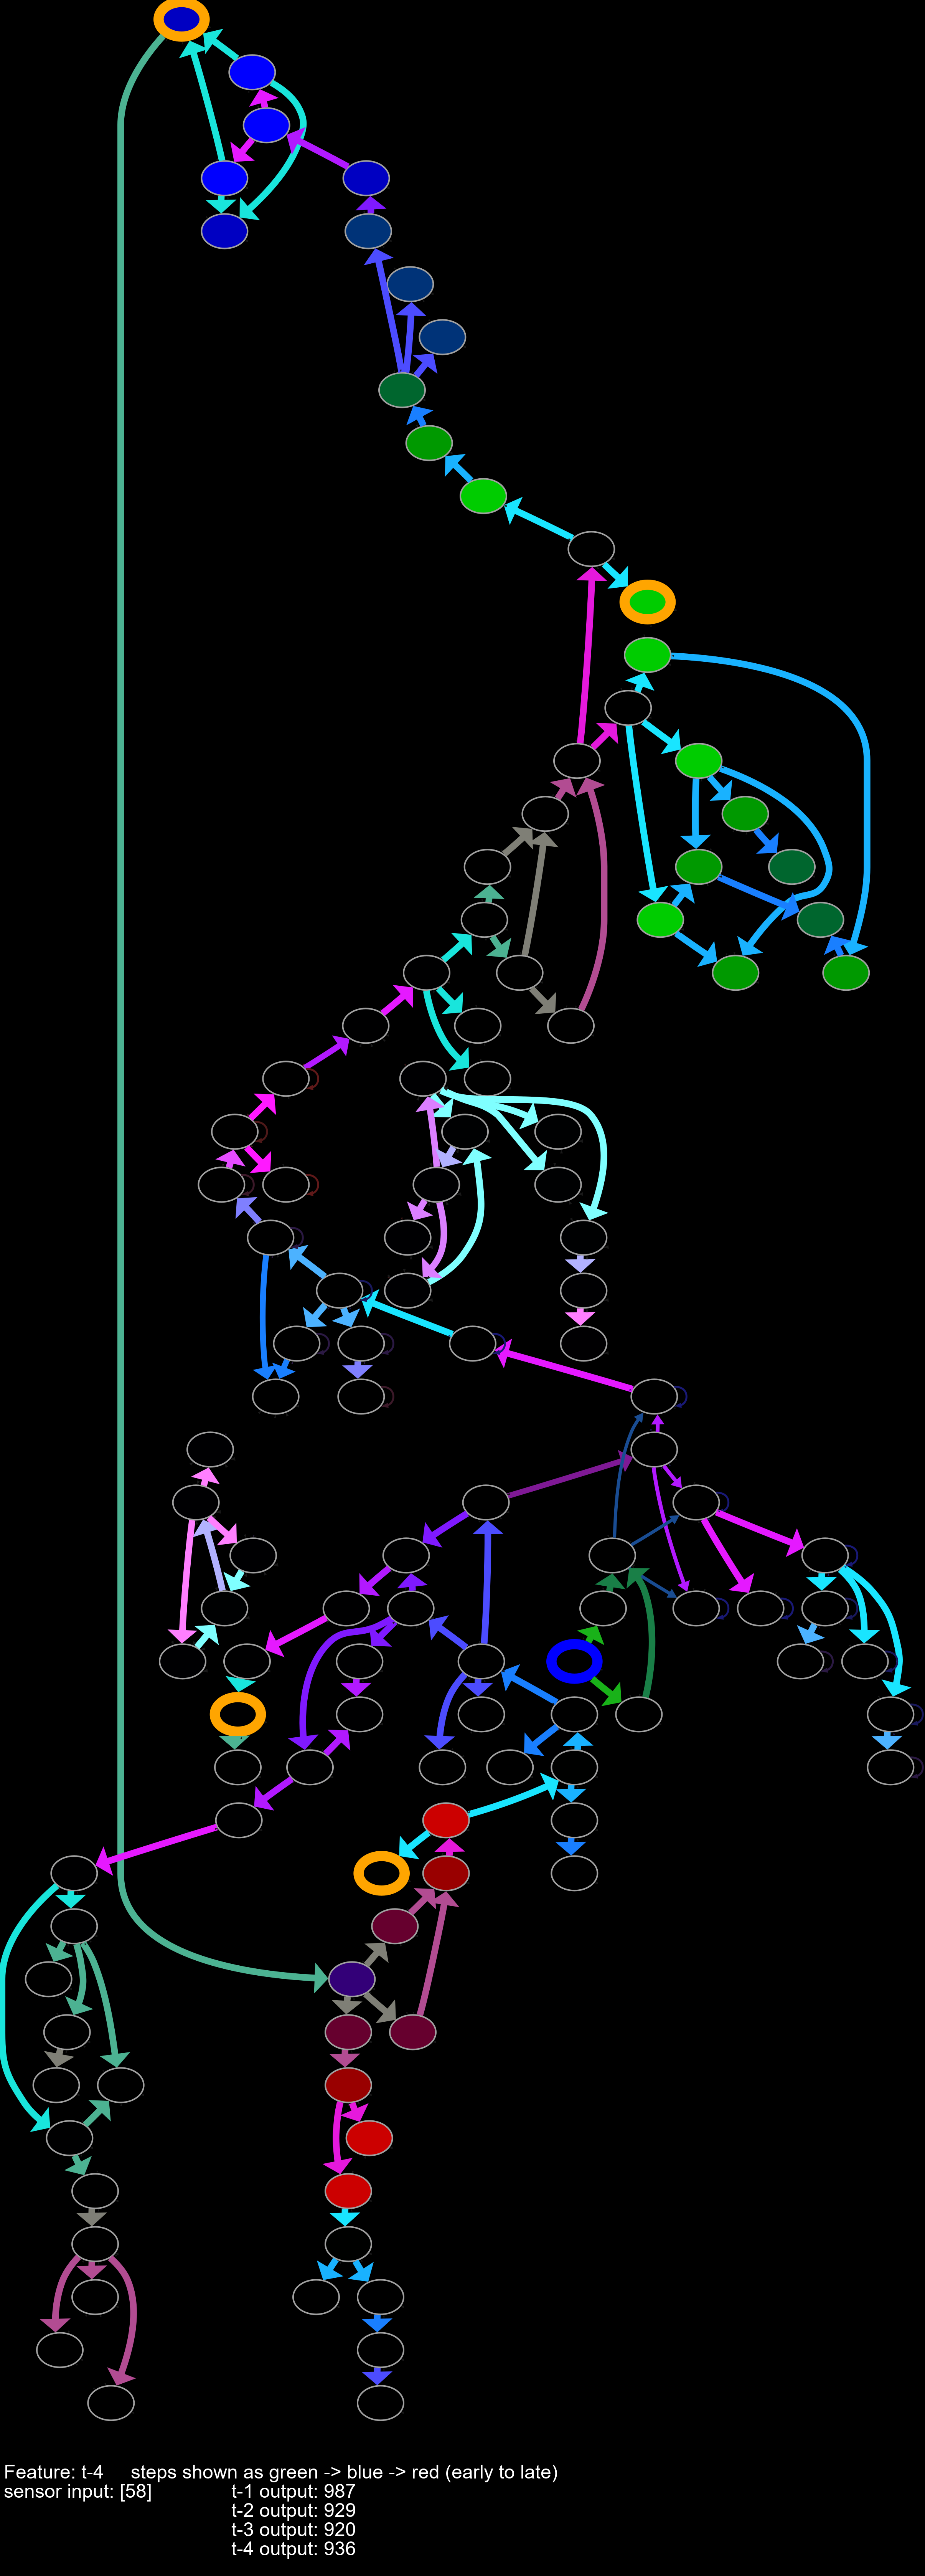 Feature: t-4 steps shown as green -> blue -> red (early to late)
sensor input: [58] t-1 output: 987
t-2 output: 929
t-3 output: 920
t-4 output: 936